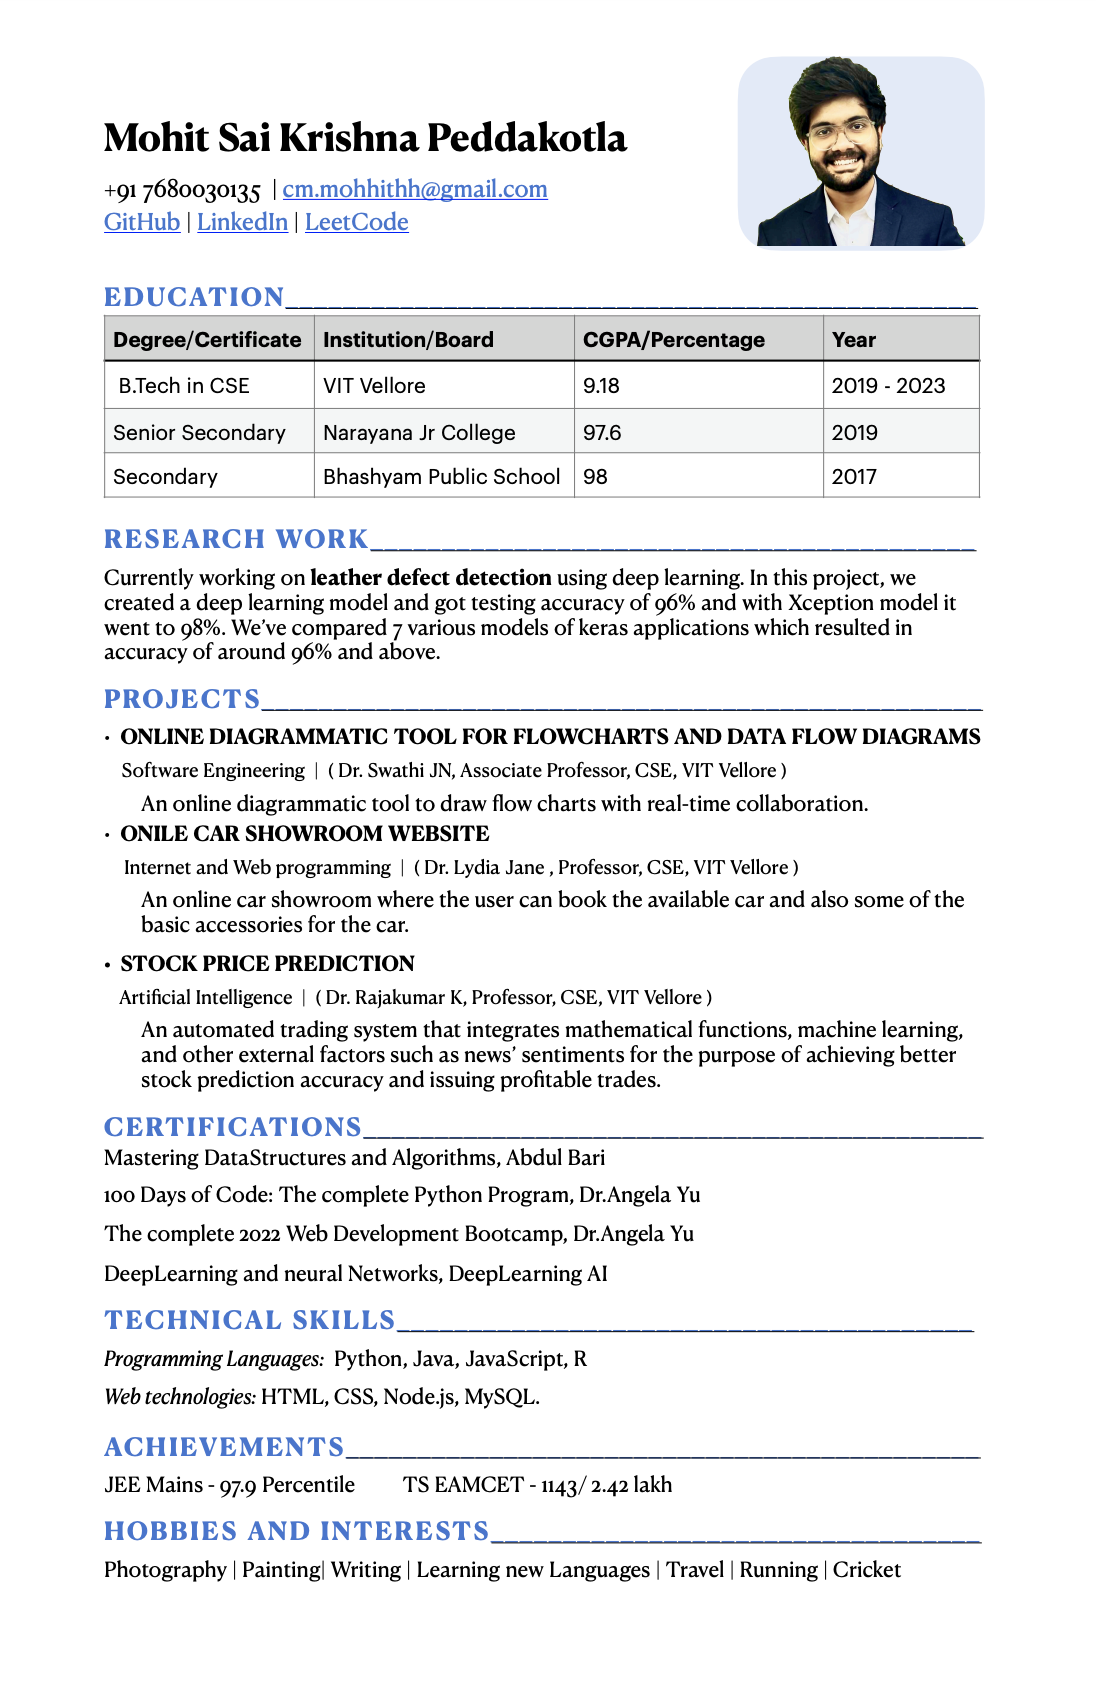 Mohit Sai Krishna Peddakotla
+91 7680030135 | cm.mohhithh@gmail.com
GitHub | LinkedIn | LeetCode
EDUCATION
Degree/Certificate Institution/Board CGPA/Percentage Year
B.Tech in CSE VIT Vellore 9.18 2019 - 2023
Senior Secondary Narayana Jr College 97.6 2019
Secondary Bhashyam Public School 98 2017
RESEARCH WORK
Currently working on leather defect detection using deep learning. In this project, we
created a deep learning model and got testing accuracy of 96% and with Xception model it
went to 98%. We’ve compared 7 various models of keras applications which resulted in
accuracy of around 96% and above.
PROJECTS
• ONLINE DIAGRAMMATIC TOOL FOR FLOWCHARTS AND DATA FLOW DIAGRAMS
Software Engineering | ( Dr. Swathi JN, Associate Professor, CSE, VIT Vellore )
An online diagrammatic tool to draw flow charts with real-time collaboration.
• ONILE CAR SHOWROOM WEBSITE
Internet and Web programming | ( Dr. Lydia Jane , Professor, CSE, VIT Vellore )
An online car showroom where the user can book the available car and also some of the
basic accessories for the car.
• STOCK PRICE PREDICTION
Artificial Intelligence | ( Dr. Rajakumar K, Professor, CSE, VIT Vellore )
An automated trading system that integrates mathematical functions, machine learning,
and other external factors such as news’ sentiments for the purpose of achieving better
stock prediction accuracy and issuing profitable trades.
CERTIFICATIONS
Mastering DataStructures and Algorithms, Abdul Bari
100 Days of Code: The complete Python Program, Dr.Angela Yu
The complete 2022 Web Development Bootcamp, Dr.Angela Yu
DeepLearning and neural Networks, DeepLearning AI
TECHNICAL SKILLS
Programming Languages: Python, Java, JavaScript, R
Web technologies: HTML, CSS, Node.js, MySQL.
ACHIEVEMENTS
JEE Mains - 97.9 Percentile TS EAMCET - 1143/ 2.42 lakh
HOBBIES AND INTERESTS
Photography | Painting| Writing | Learning new Languages | Travel | Running | Cricket